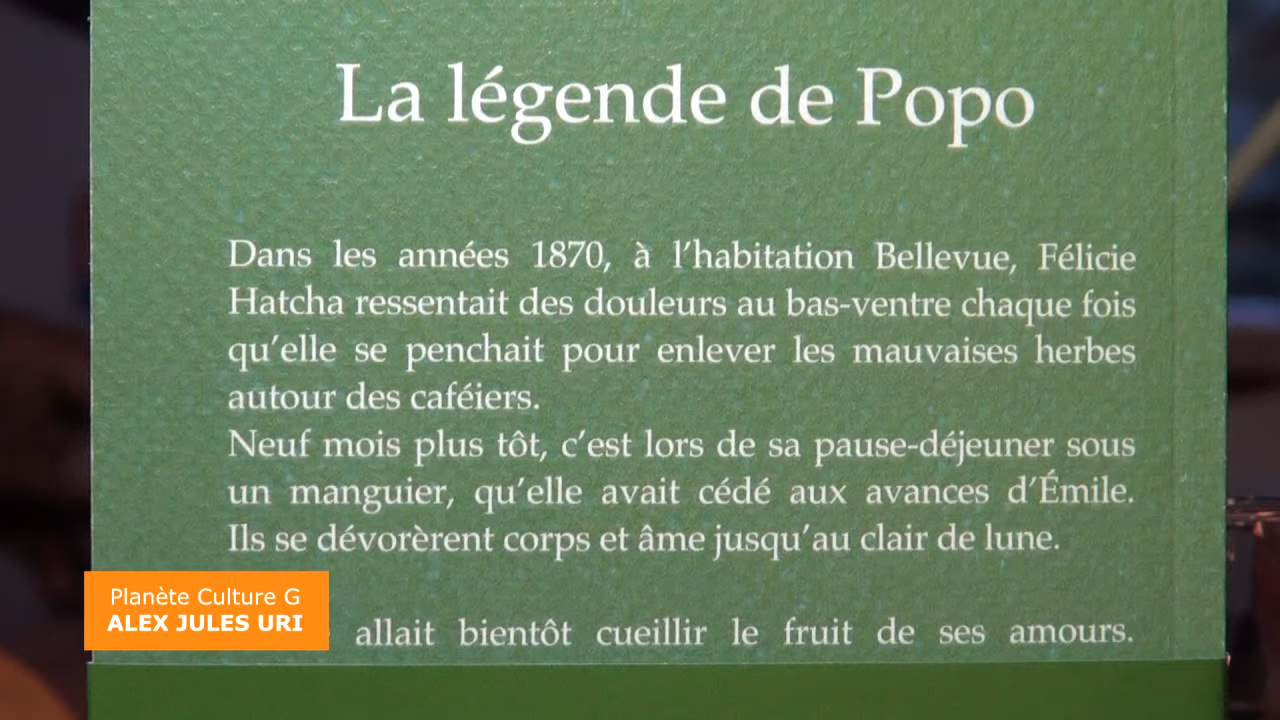 La légende de Popo
Dans les années 1870, à l'habitation Bellevue, Félicie
Hatcha ressentait des douleurs au bas-ventre chaque fois
qu'elle se penchait pour enlever les mauvaises herbes
autour des caféiers.
Neuf mois plus tôt, c'est lors de sa pause-déjeuner sous
un manguier, qu'elle avait cédé aux avances d'Émile.
Ils se dévorèrent corps et âme jusqu'au clair de lune.
allait bientôt cueillir le fruit de ses amours.
Planète Culture G
ALEX JULES URI